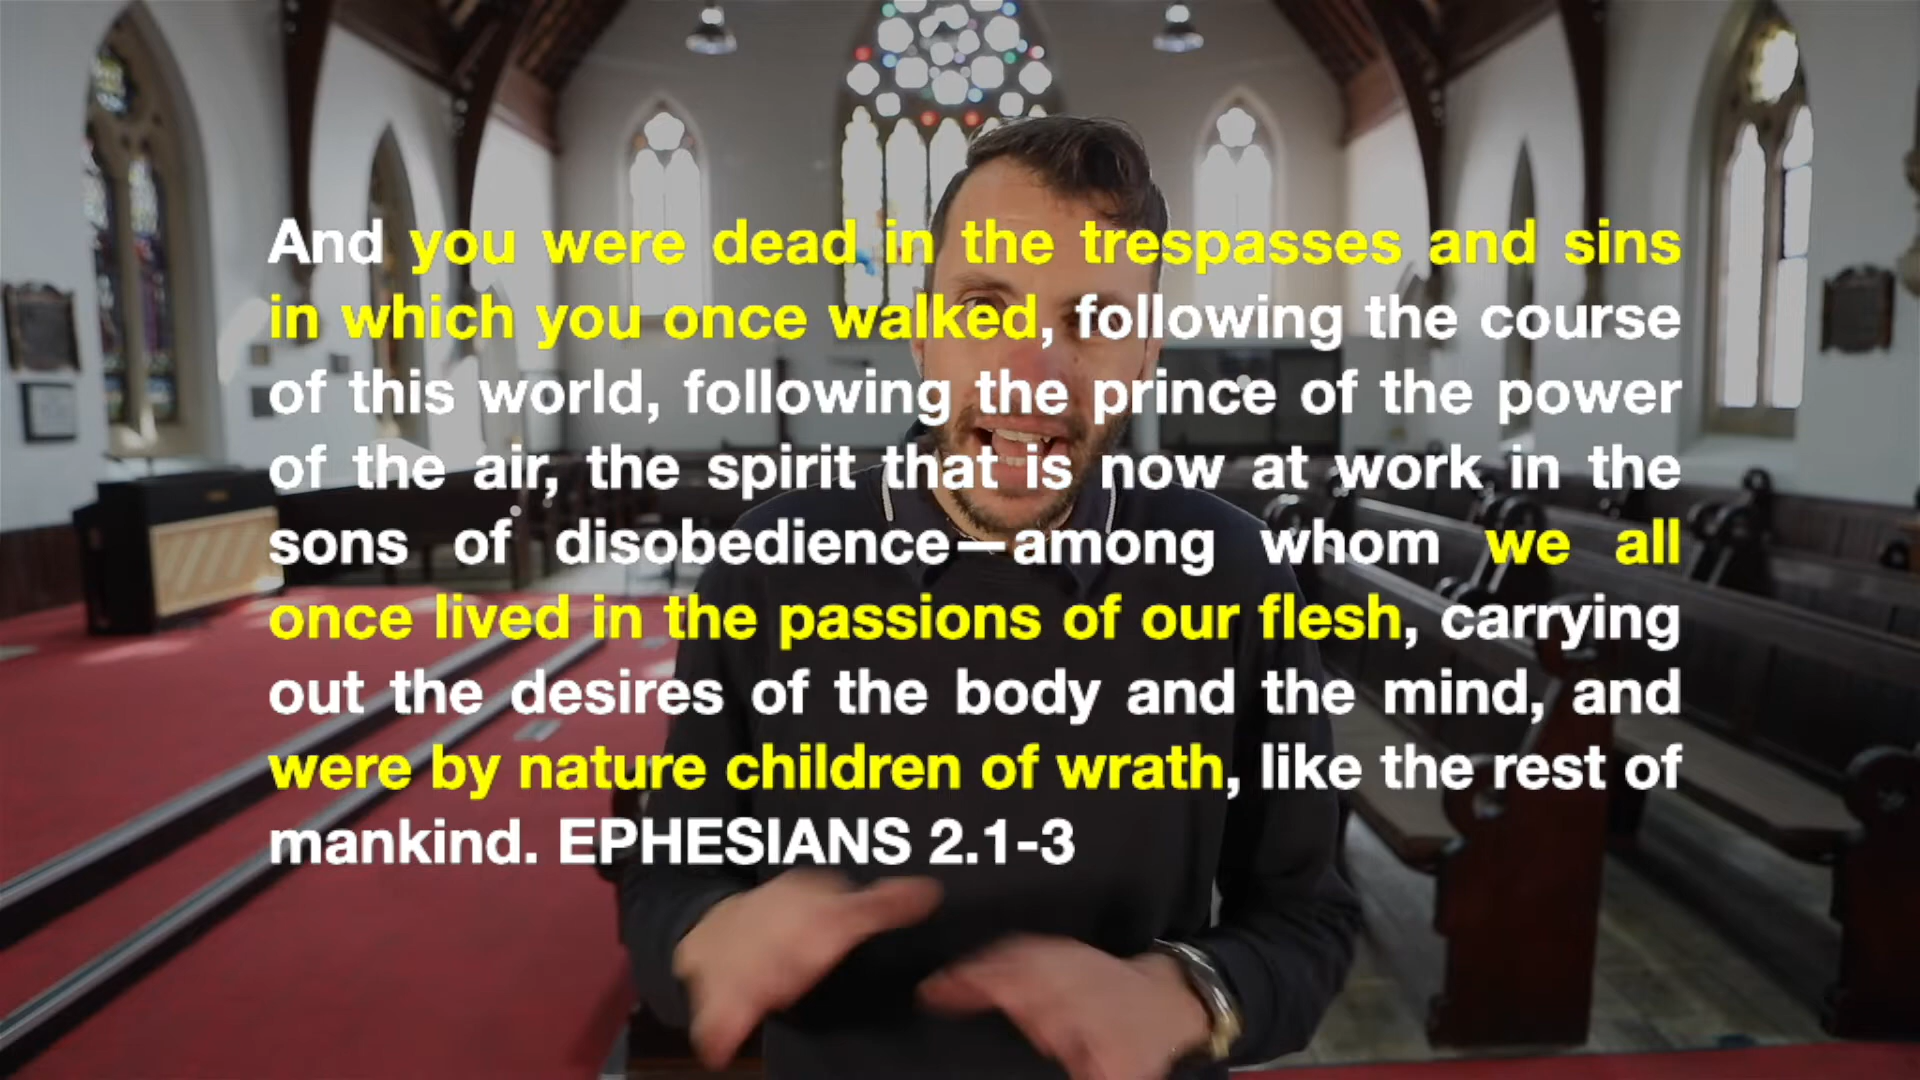 And you were dead in the trespasses and sins
in which you once walked, following the course
of this world, following the prince of the power
of the air, the spirit that is now at work in the
sons of disobedience—among whom we all
once lived in the passions of our flesh, carrying
out the desires of the body and the mind, and
were by nature children of wrath, like the rest of
mankind. EPHESIANS 2.1-3